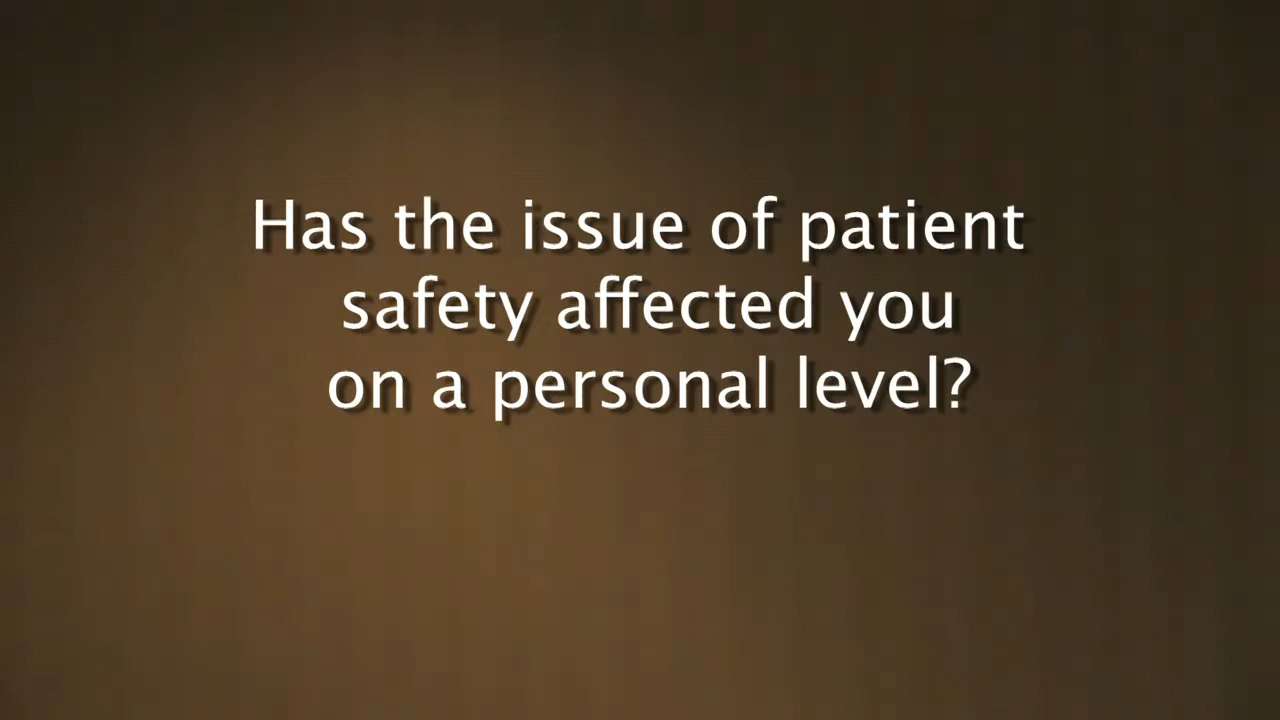 Has the issue of patient
safety affected you
on a personal level?